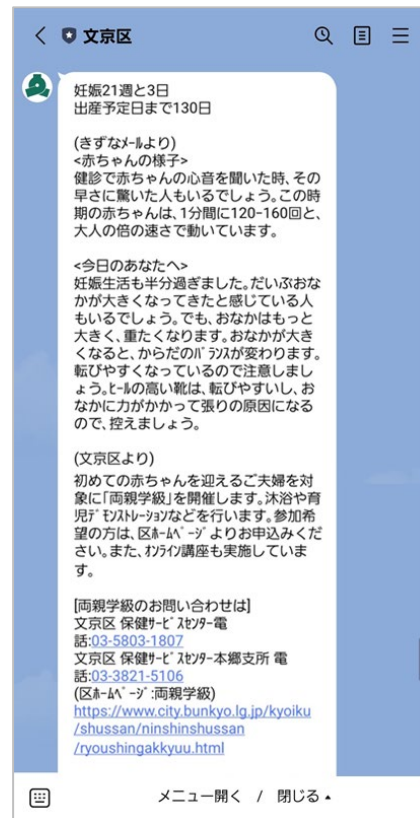 文京区
妊娠21週と3日
出産予定日まで130日
(きずなﾒｰﾙより)
<赤ちゃんの様子>
健診で赤ちゃんの心音を聞いた時、その
早さに驚いた人もいるでしょう。この時
期の赤ちゃんは、1分間に120-160回と、
大人の倍の速さで動いています。
<今日のあなたへ>
妊娠生活も半分過ぎました。だいぶおな
かが大きくなってきたと感じている人
もいるでしょう。でも、おなかはもっと
大きく、重たくなります。おなかが大き
くなると、からだのﾊﾞﾗﾝｽが変わります。
転びやすくなっているので注意しまし
ょう。ﾋｰﾙの高い靴は、転びやすいし、お
なかに力がかかって張りの原因になる
ので、控えましょう。
(文京区より)
初めての赤ちゃんを迎えるご夫婦を対
象に「両親学級」を開催します。沐浴や育
児ﾃﾞﾓﾝｽﾄﾚｰｼｮﾝなどを行います。参加希
望の方は、区ﾎｰﾑﾍﾟｰｼﾞよりお申込みくだ
さい。また、ｵﾝﾗｲﾝ講座も実施していま
す。
[両親学級のお問い合わせは]
文京区 保健ｻｰﾋﾞｽｾﾝﾀｰ電
話:03-5803-1807
文京区 保健ｻｰﾋﾞｽｾﾝﾀｰ本郷支所 電
話:03-3821-5106
(区ﾎｰﾑﾍﾟｰｼﾞ:両親学級)
https://www.city.bunkyo.lg.jp/kyoiku
/shussan/ninshinshussan
/ryoushingakkyuu.html
メニュー開く / 閉じる▲